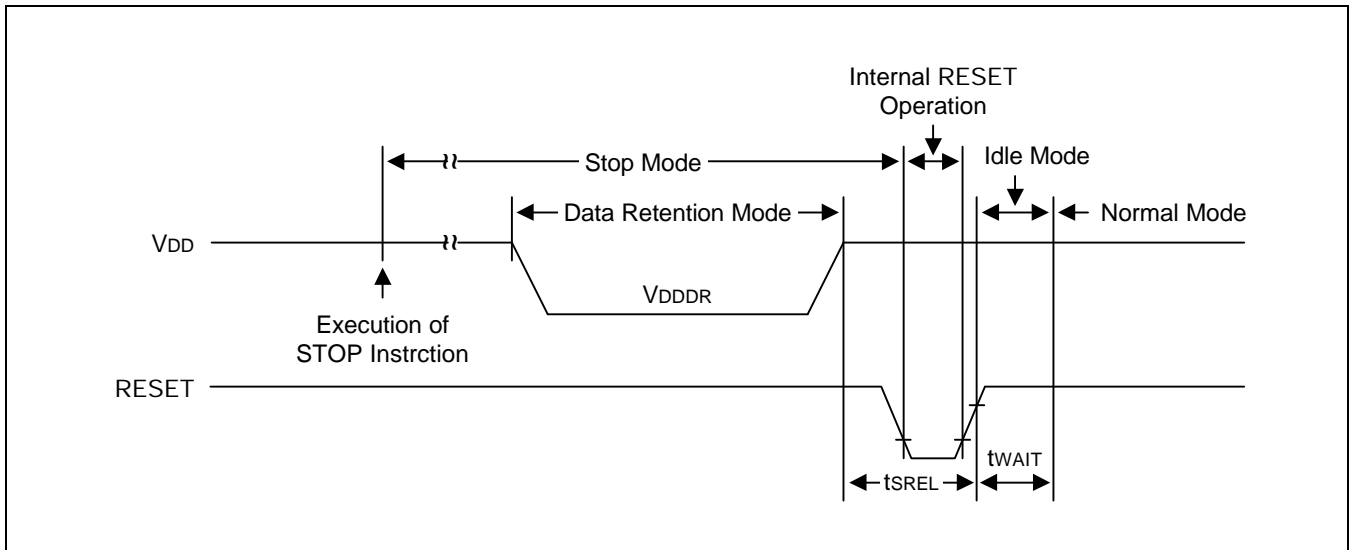 Internal RESET
Operation
Idle Mode
Stop Mode
Data Retention Mode
Normal Mode
VDD
VDDDR
Execution of
STOP Instrction
RESET
tWAIT
tSREL